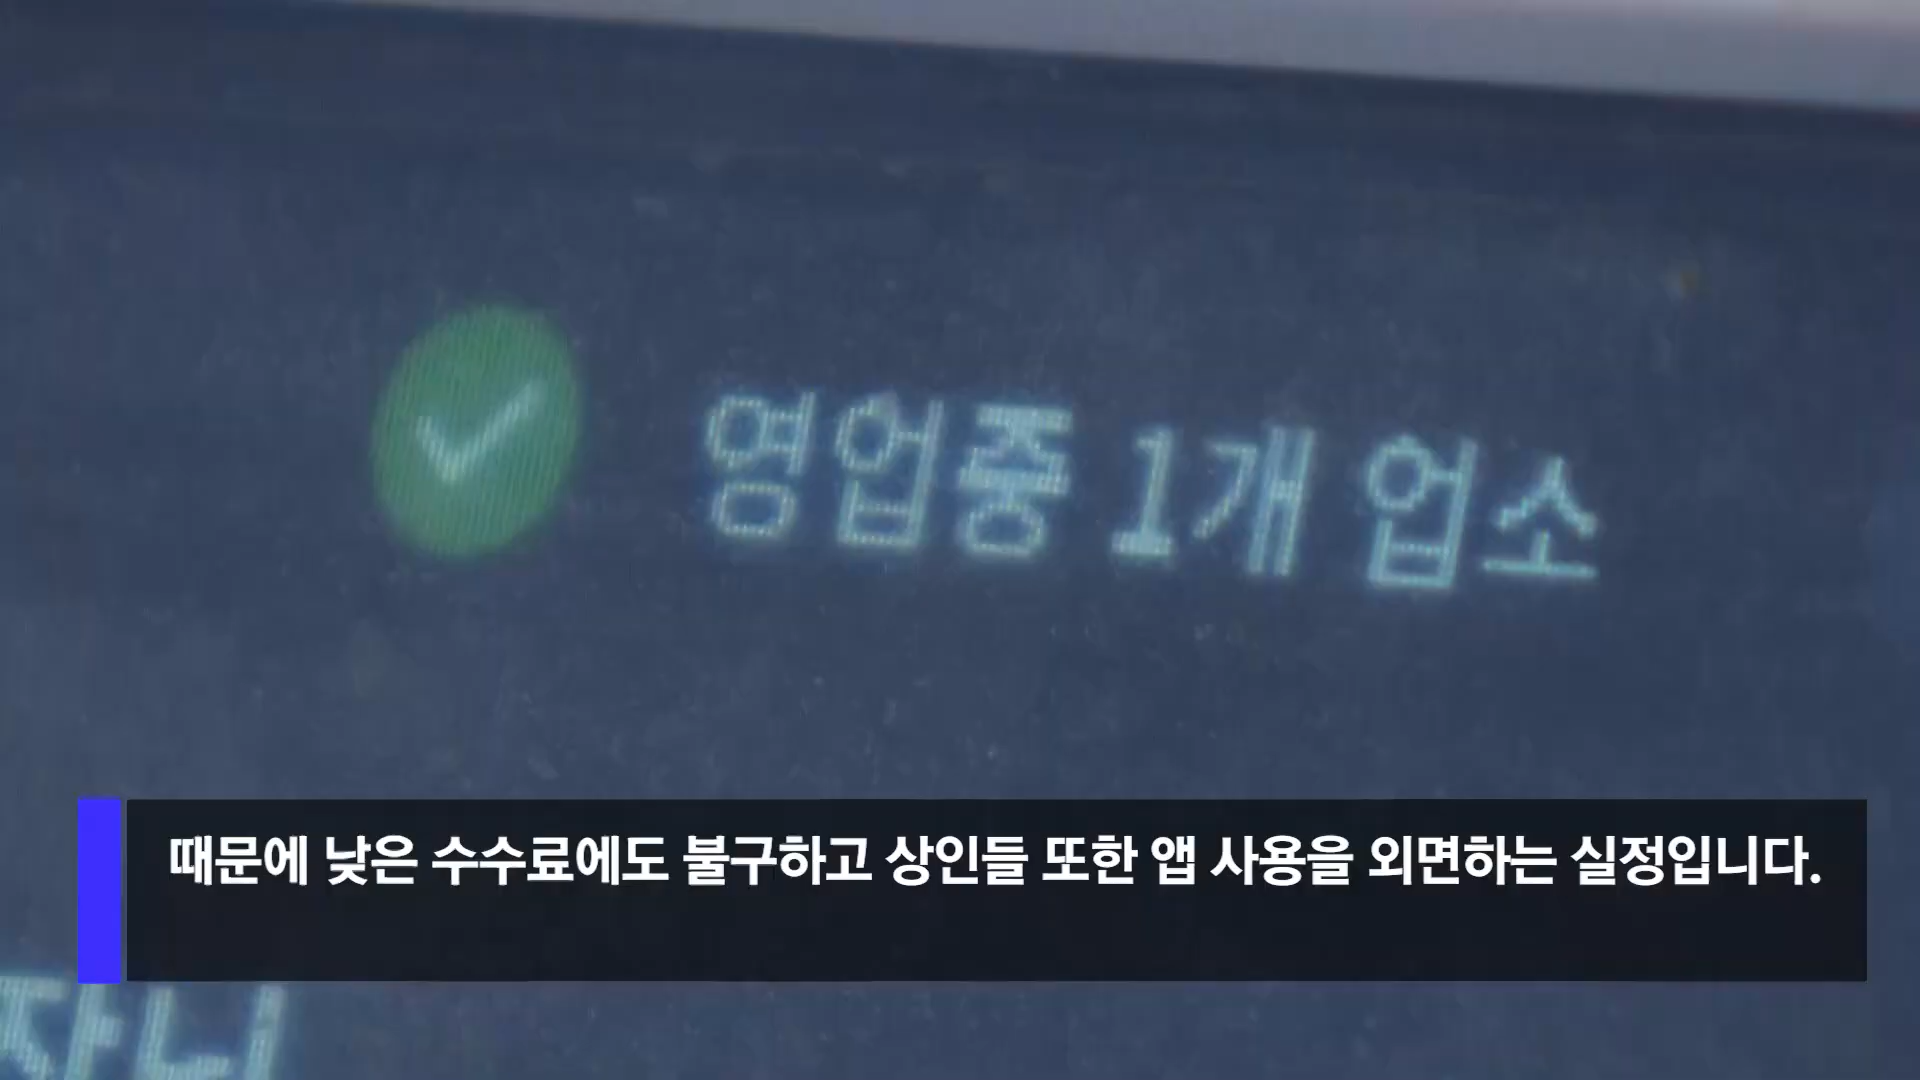 영업중 1개 업소
때문에 낮은 수수료에도 불구하고 상인들 또한 앱 사용을 외면하는 실정입니다.